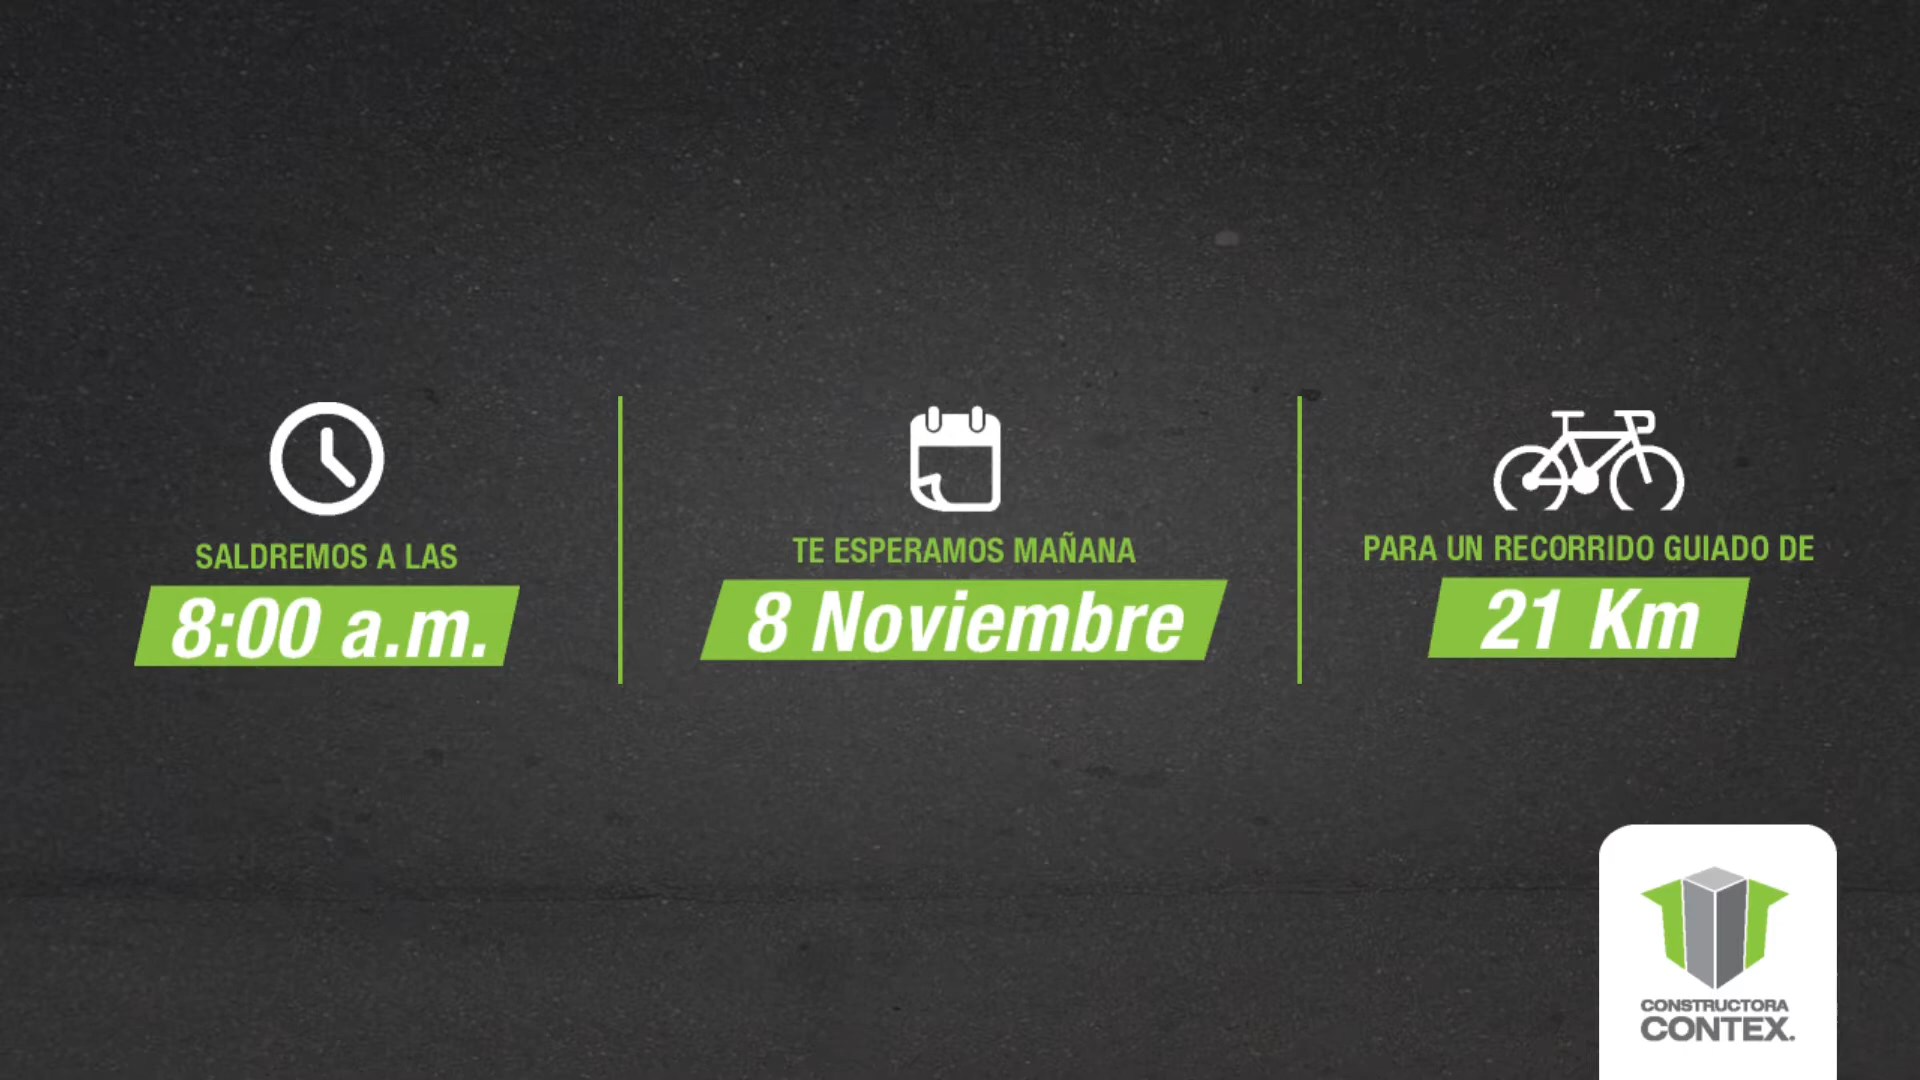 SALDREMOS A LAS
8:00 a.m.
TE ESPERAMOS MAÑANA
8 Noviembre
PARA UN RECORRIDO GUIADO DE
21 Km
CONSTRUCTORA
CONTEX.